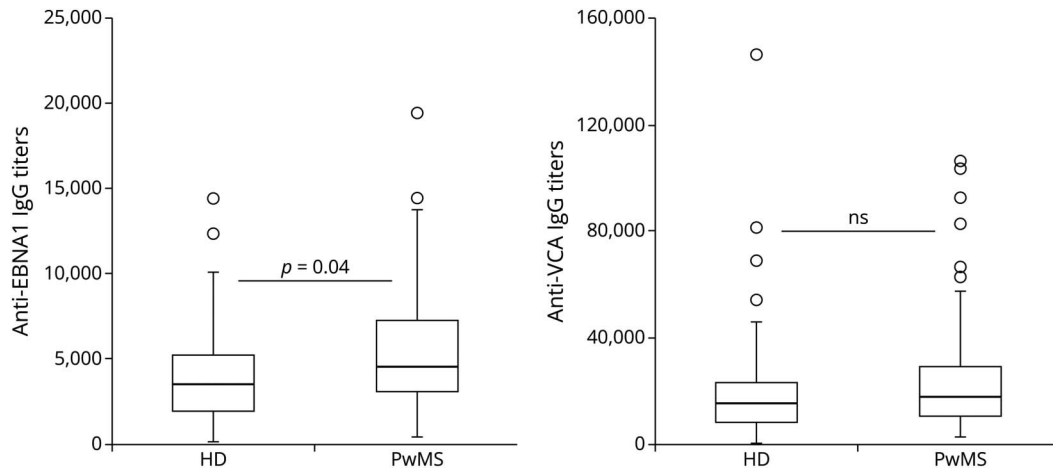 Anti-EBNA1 IgG titers
25,000
20,000
15,000
10,000
5,000
0
p = 0.04
HD
PwMS
Anti-VCA IgG titers
160,000
120,000
80,000
40,000
0
ns
HD
PwMS